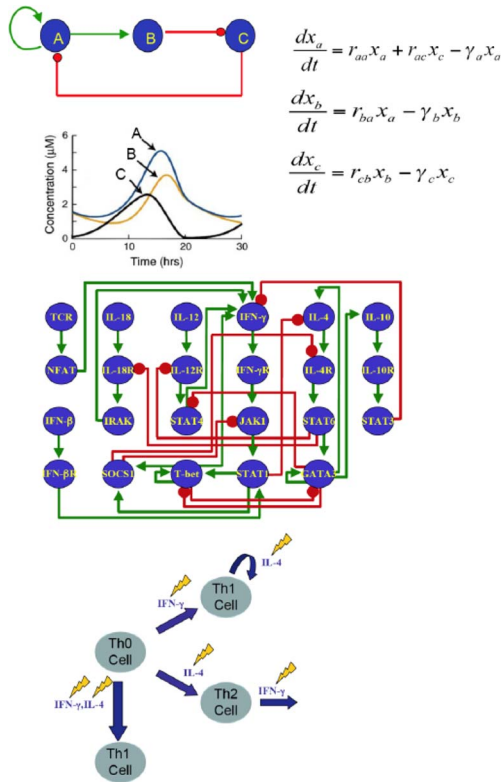 A B C
dx_a/dt = r_aa x_a + r_ac x_c − γ_a x_a
dx_b/dt = r_ba x_a − γ_b x_b
dx_c/dt = r_cb x_b − γ_c x_c
Concentration (μM)
6
4
2
0
A
B
C
0 10 20 30
Time (hrs)
TCR IL-18 IL-12 IFN-γ IL-4 IL-10
NFAT IL-18R IL-12R IFN-γR IL-4R IL-10R
IFN-β IRAK STAT4 JAK1 STAT6 STAT3
IFN-βR SOCS1 T-bet STAT1 GATA3
IL-4
Th1
Cell
IFN-γ
Th0
Cell
IL-4
Th2
Cell
IFN-γ
IFN-γ,IL-4
Th1
Cell